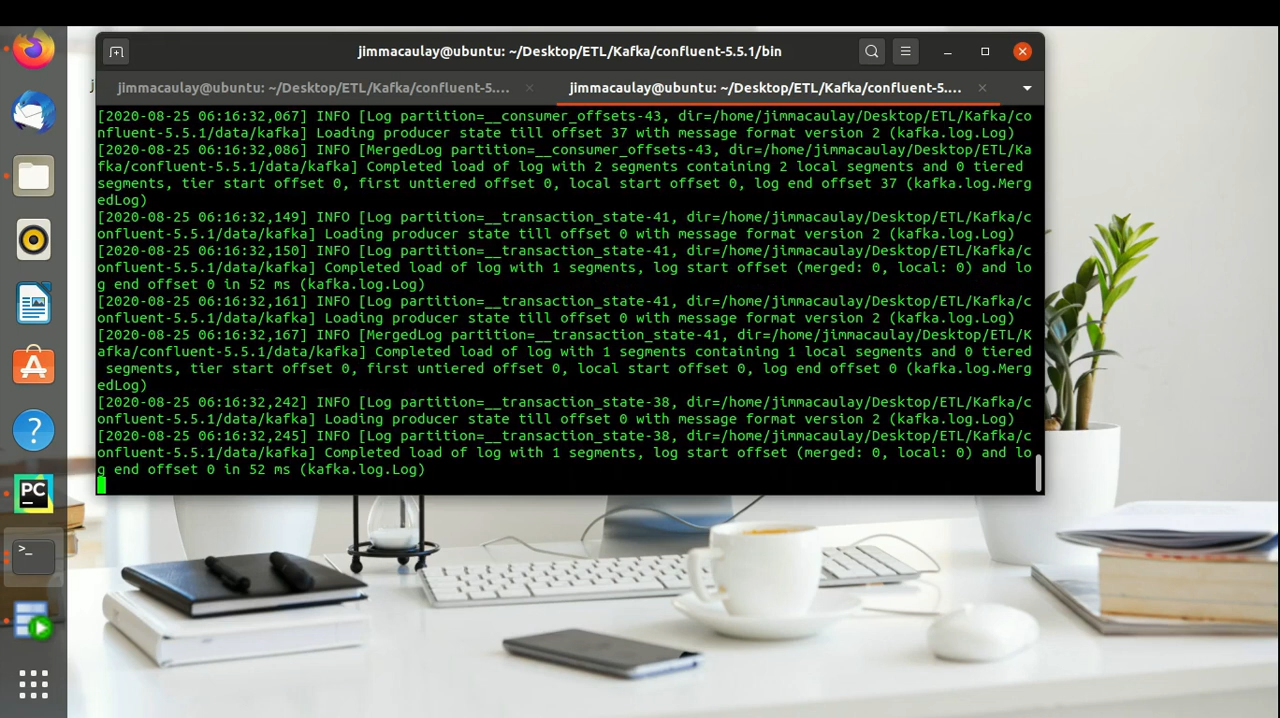 jimmacaulay@ubuntu: ~/Desktop/ETL/Kafka/confluent-5.5.1/bin
jimmacaulay@ubuntu: ~/Desktop/ETL/Kafka/confluent-5....
jimmacaulay@ubuntu: ~/Desktop/ETL/Kafka/confluent-5....
[2020-08-25 06:16:32,067] INFO [Log partition=__consumer_offsets-43, dir=/home/jimmacaulay/Desktop/ETL/Kafka/co
nfluent-5.5.1/data/kafka] Loading producer state till offset 37 with message format version 2 (kafka.log.Log)
[2020-08-25 06:16:32,086] INFO [MergedLog partition=__consumer_offsets-43, dir=/home/jimmacaulay/Desktop/ETL/Ka
fka/confluent-5.5.1/data/kafka] Completed load of log with 2 segments containing 2 local segments and 0 tiered
segments, tier start offset 0, first untiered offset 0, local start offset 0, log end offset 37 (kafka.log.Merg
edLog)
[2020-08-25 06:16:32,149] INFO [Log partition=__transaction_state-41, dir=/home/jimmacaulay/Desktop/ETL/Kafka/c
onfluent-5.5.1/data/kafka] Loading producer state till offset 0 with message format version 2 (kafka.log.Log)
[2020-08-25 06:16:32,150] INFO [Log partition=__transaction_state-41, dir=/home/jimmacaulay/Desktop/ETL/Kafka/c
onfluent-5.5.1/data/kafka] Completed load of log with 1 segments, log start offset (merged: 0, local: 0) and lo
g end offset 0 in 52 ms (kafka.log.Log)
[2020-08-25 06:16:32,161] INFO [Log partition=__transaction_state-41, dir=/home/jimmacaulay/Desktop/ETL/Kafka/c
onfluent-5.5.1/data/kafka] Loading producer state till offset 0 with message format version 2 (kafka.log.Log)
[2020-08-25 06:16:32,167] INFO [MergedLog partition=__transaction_state-41, dir=/home/jimmacaulay/Desktop/ETL/K
afka/confluent-5.5.1/data/kafka] Completed load of log with 1 segments containing 1 local segments and 0 tiered
 segments, tier start offset 0, first untiered offset 0, local start offset 0, log end offset 0 (kafka.log.Merg
edLog)
[2020-08-25 06:16:32,242] INFO [Log partition=__transaction_state-38, dir=/home/jimmacaulay/Desktop/ETL/Kafka/c
onfluent-5.5.1/data/kafka] Loading producer state till offset 0 with message format version 2 (kafka.log.Log)
[2020-08-25 06:16:32,245] INFO [Log partition=__transaction_state-38, dir=/home/jimmacaulay/Desktop/ETL/Kafka/c
onfluent-5.5.1/data/kafka] Completed load of log with 1 segments, log start offset (merged: 0, local: 0) and lo
g end offset 0 in 52 ms (kafka.log.Log)
PC